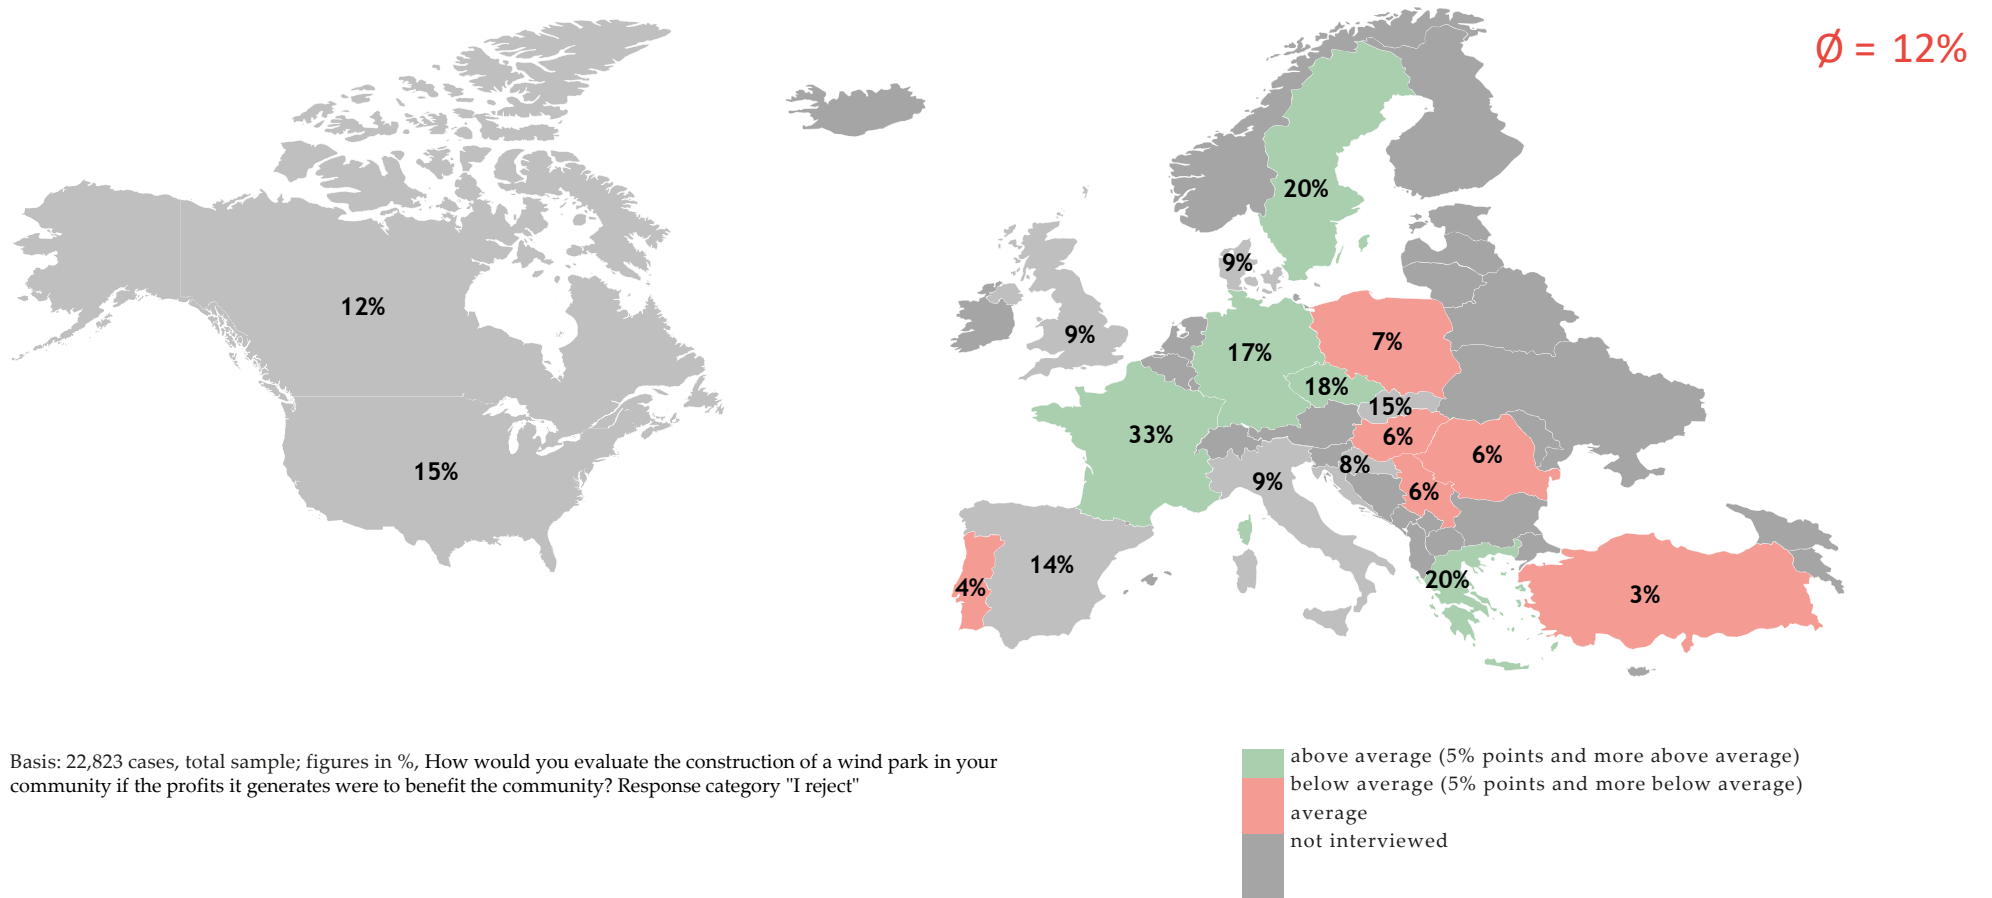 Ø = 12%
20%
9%
12%
9%
7%
17%
18%
15%
33%
6%
6%
8%
15%
9%
6%
14%
20%
4%
3%
Basis: 22,823 cases, total sample; figures in %, How would you evaluate the construction of a wind park in your
community if the profits it generates were to benefit the community? Response category "I reject"
above average (5% points and more above average)
below average (5% points and more below average)
average
not interviewed